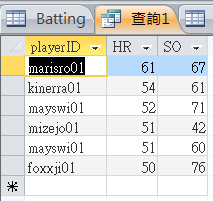 Batting 查詢1
playerID HR SO
marisro01 61 67
kinerra01 54 61
mayswi01 52 71
mizejo01 51 42
mayswi01 51 60
foxxji01 50 76